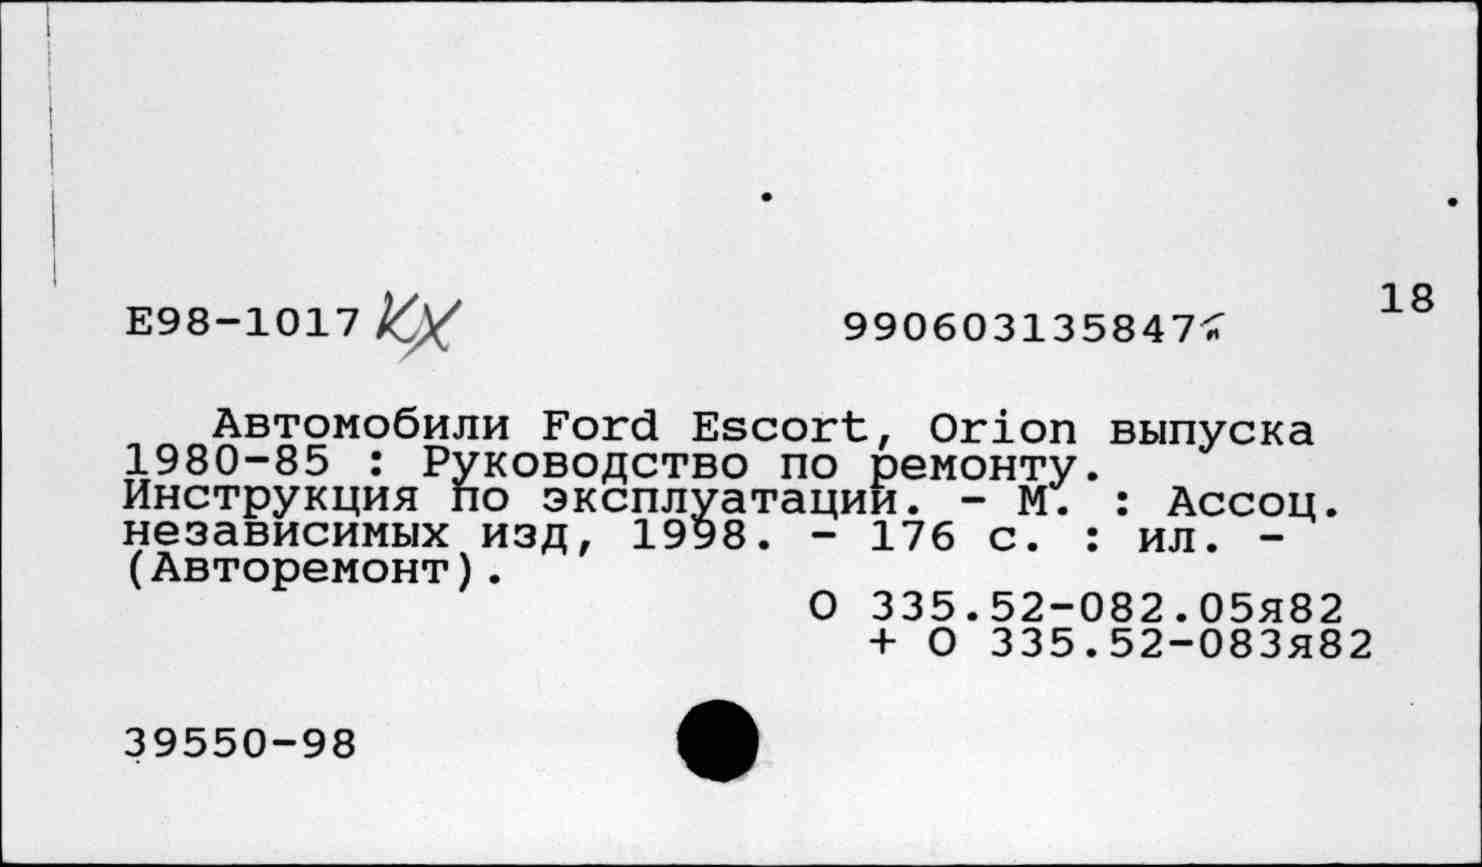 18
E98-1017 КХ 990603135847
Автомобили Ford Escort, Orion выпуска
1980-85 : Руководство по ремонту.
Инструкция по эксплуатации. - М. : Ассоц.
независимых изд, 1998. - 176 с. : ил. -
(Авторемонт).
О 335.52-082.05я82
+ О 335.52-083я82
39550-98